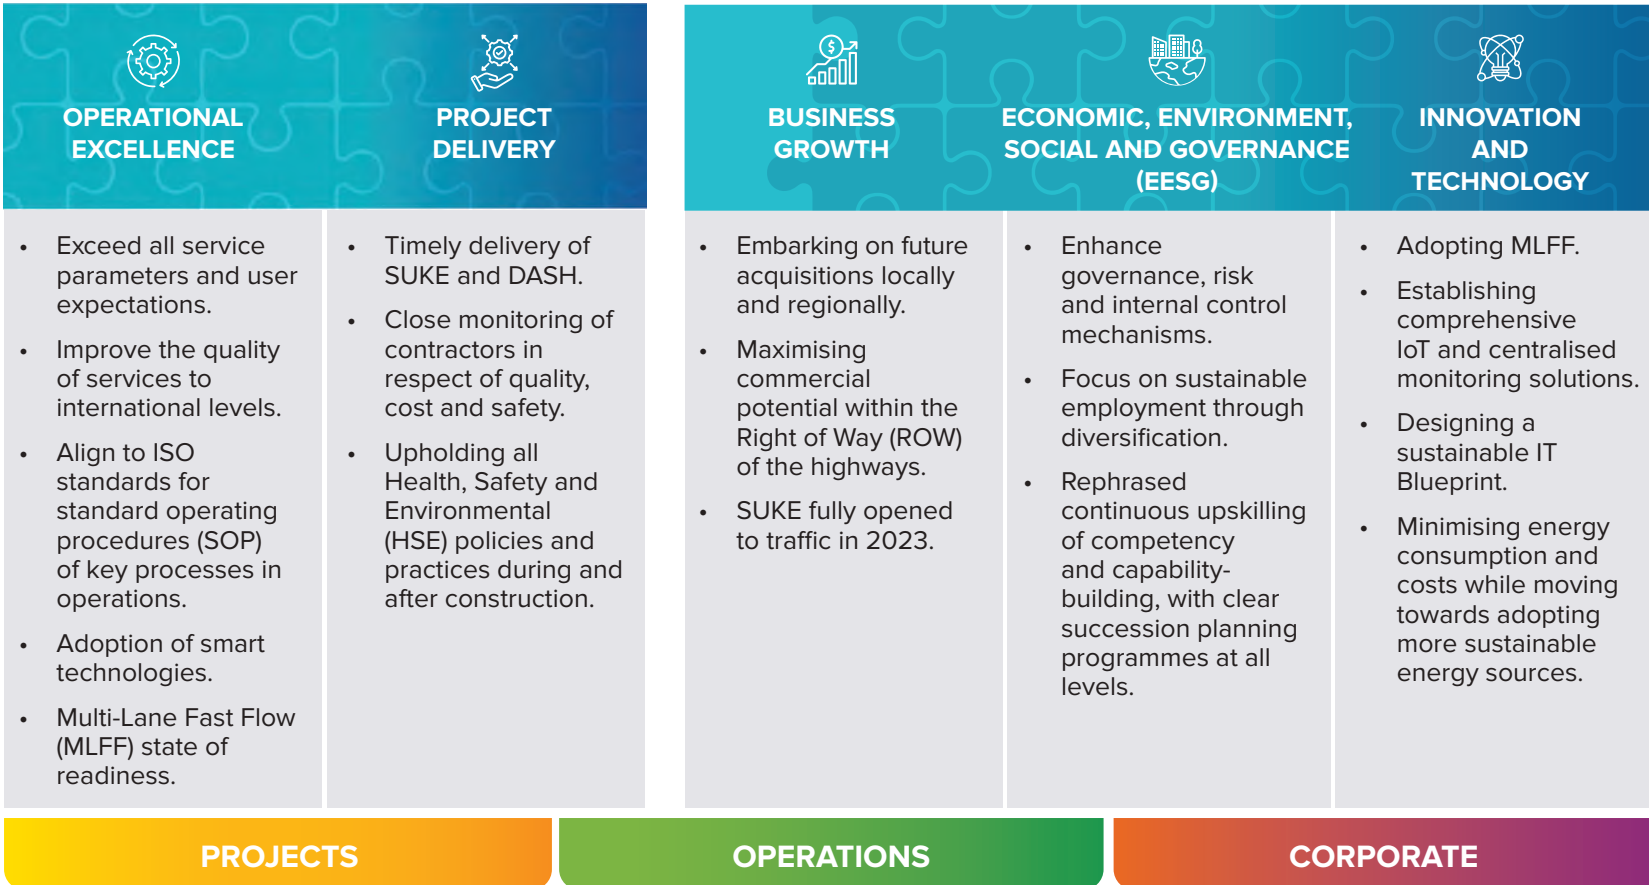 OPERATIONAL
EXCELLENCE
• Exceed all service
parameters and user
expectations.
• Improve the quality
of services to
international levels.
• Align to ISO
standards for
standard operating
procedures (SOP)
of key processes in
operations.
• Adoption of smart
technologies.
• Multi-Lane Fast Flow
(MLFF) state of
readiness.
PROJECT
DELIVERY
• Timely delivery of
SUKE and DASH.
• Close monitoring of
contractors in
respect of quality,
cost and safety.
• Upholding all
Health, Safety and
Environmental
(HSE) policies and
practices during and
after construction.
BUSINESS
GROWTH
• Embarking on future
acquisitions locally
and regionally.
• Maximising
commercial
potential within the
Right of Way (ROW)
of the highways.
• SUKE fully opened
to traffic in 2023.
ECONOMIC, ENVIRONMENT,
SOCIAL AND GOVERNANCE
(EESG)
• Enhance
governance, risk
and internal control
mechanisms.
• Focus on sustainable
employment through
diversification.
• Rephrased
continuous upskilling
of competency
and capability-
building, with clear
succession planning
programmes at all
levels.
INNOVATION
AND
TECHNOLOGY
• Adopting MLFF.
• Establishing
comprehensive
IoT and centralised
monitoring solutions.
• Designing a
sustainable IT
Blueprint.
• Minimising energy
consumption and
costs while moving
towards adopting
more sustainable
energy sources.
PROJECTS
OPERATIONS
CORPORATE